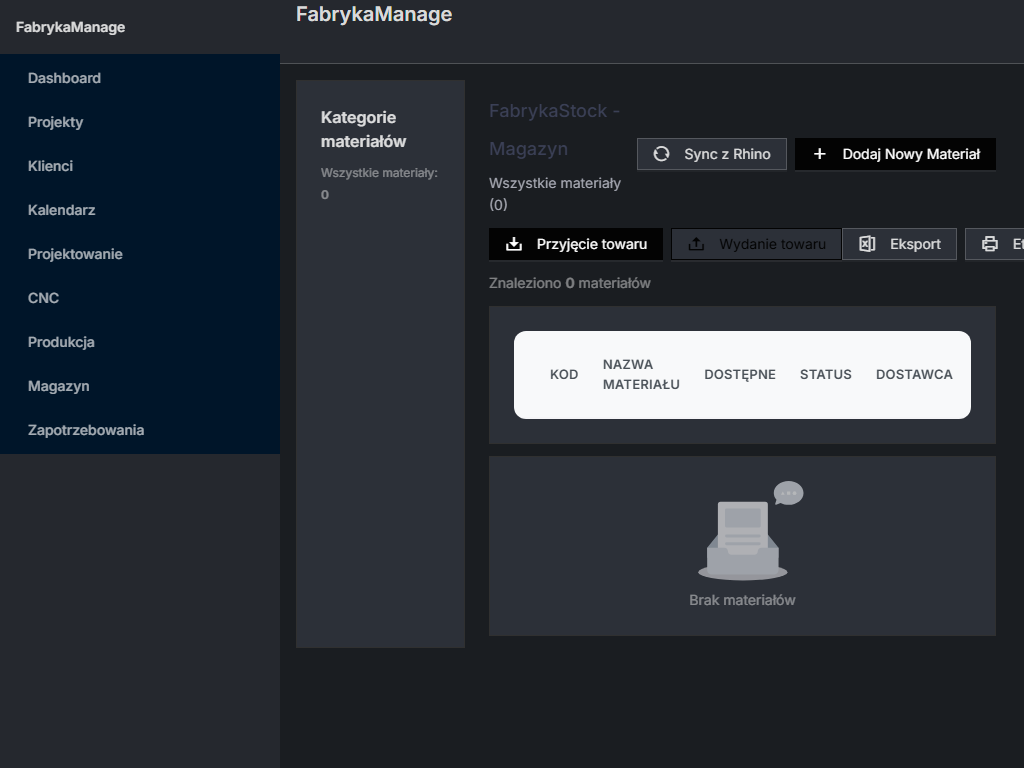 FabrykaManage
FabrykaManage
Dashboard
Projekty
Klienci
Kalendarz
Projektowanie
CNC
Produkcja
Magazyn
Zapotrzebowania
Kategorie
materiałów
Wszystkie materiały:
0
FabrykaStock -
Magazyn
Wszystkie materiały
(0)
Sync z Rhino
Dodaj Nowy Materiał
Przyjęcie towaru
Wydanie towaru
Eksport
Et
Znaleziono 0 materiałów
KOD
NAZWA
MATERIAŁU
DOSTĘPNE
STATUS
DOSTAWCA
Brak materiałów